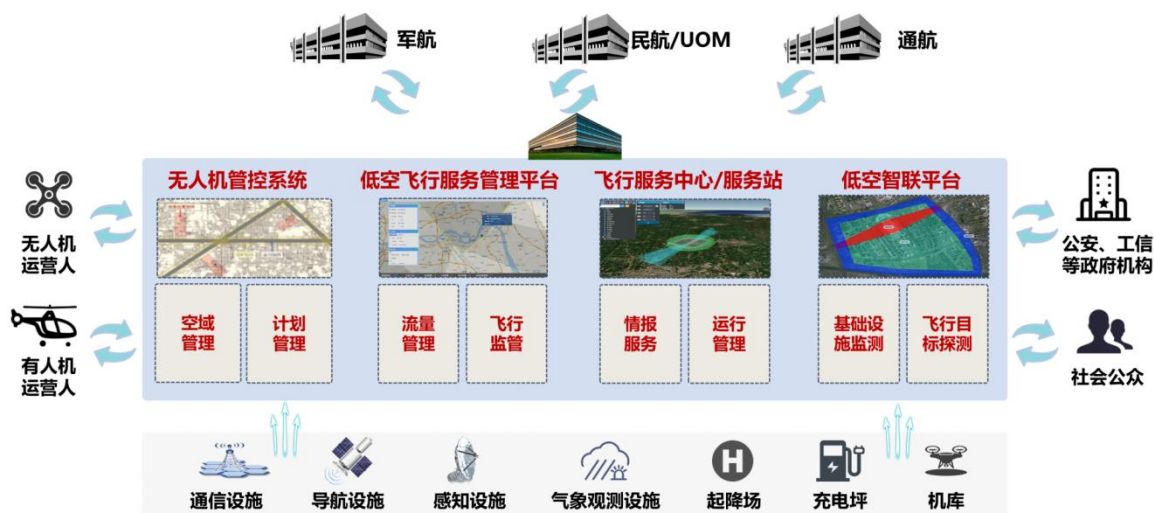 军航
民航/UOM
通航
无人机管控系统
低空飞行服务管理平台
飞行服务中心/服务站
低空智联平台
无人机
运营人
公安、工信
等政府机构
空域
管理
计划
管理
流量
管理
飞行
监管
情报
服务
运行
管理
基础设
施监测
飞行目
标探测
有人机
运营人
社会公众
通信设施
导航设施
感知设施
气象观测设施
H
起降场
充电坪
机库